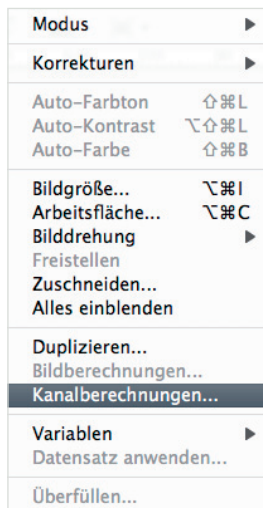 Modus ▶
Korrekturen ▶
Auto-Farbton ⇧⌘L
Auto-Kontrast ⌥⇧⌘L
Auto-Farbe ⇧⌘B
Bildgröße... ⌥⌘I
Arbeitsfläche... ⌥⌘C
Bilddrehung ▶
Freistellen
Zuschneiden...
Alles einblenden
Duplizieren...
Bildberechnungen...
Kanalberechnungen...
Variablen ▶
Datensatz anwenden...
Überfüllen...